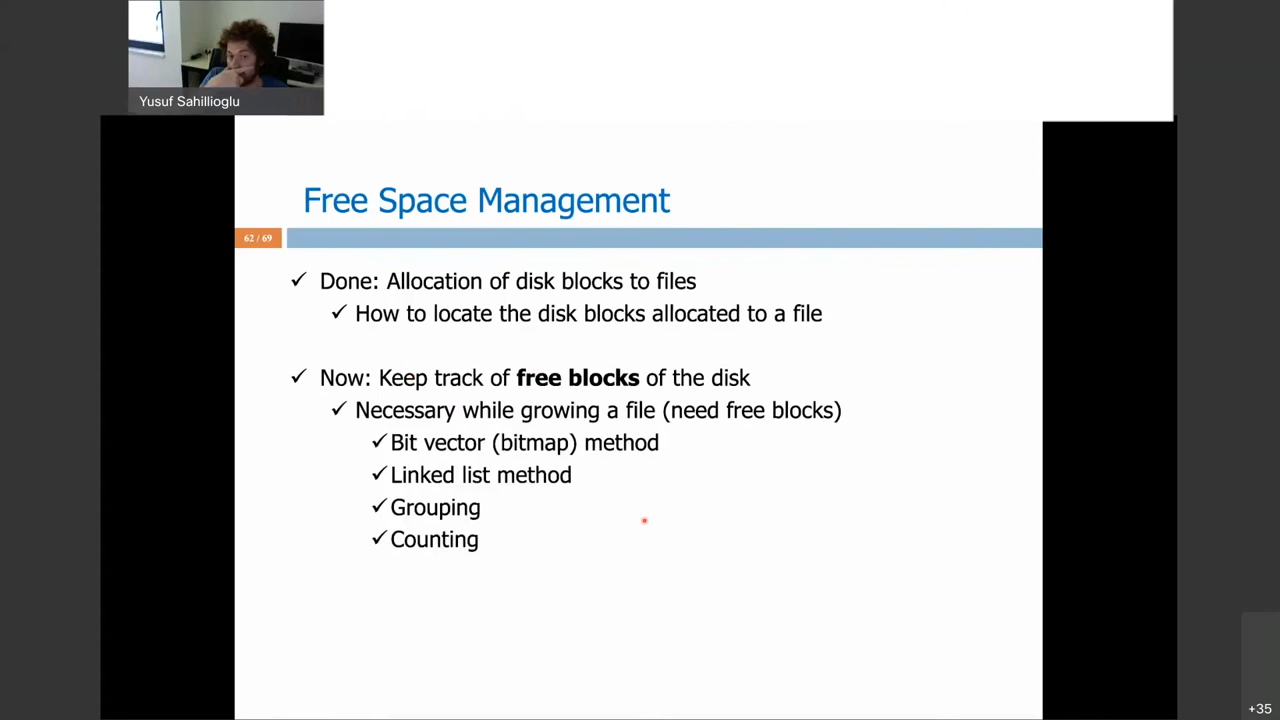 Yusuf Sahillioglu
Free Space Management
62 / 69
✓ Done: Allocation of disk blocks to files
✓ How to locate the disk blocks allocated to a file
✓ Now: Keep track of free blocks of the disk
✓ Necessary while growing a file (need free blocks)
✓ Bit vector (bitmap) method
✓ Linked list method
✓ Grouping
✓ Counting
+35